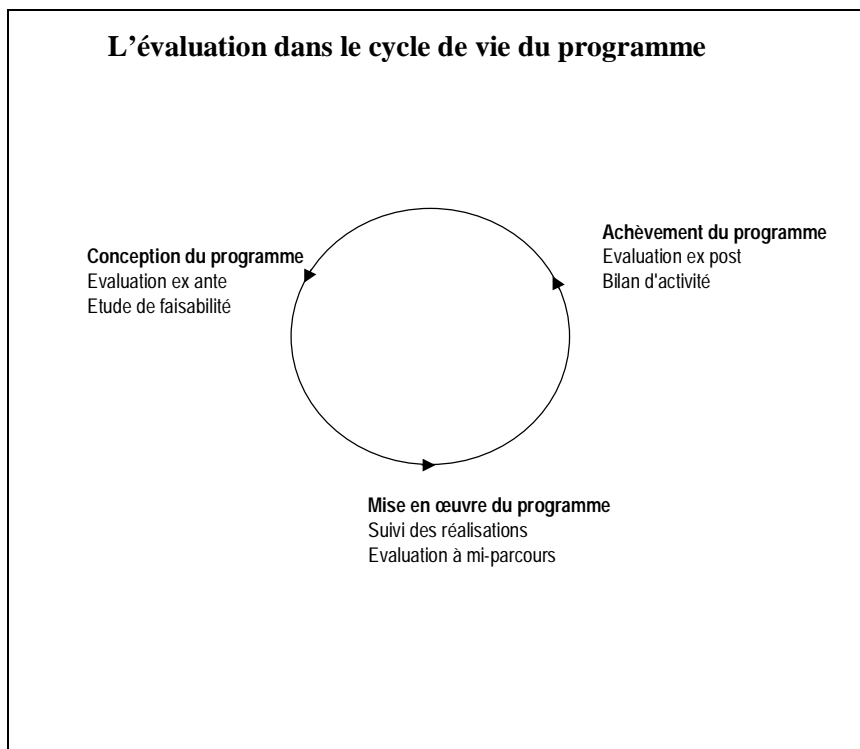 L'évaluation dans le cycle de vie du programme
Conception du programme
Evaluation ex ante
Etude de faisabilité
Achèvement du programme
Evaluation ex post
Bilan d'activité
Mise en œuvre du programme
Suivi des réalisations
Evaluation à mi-parcours